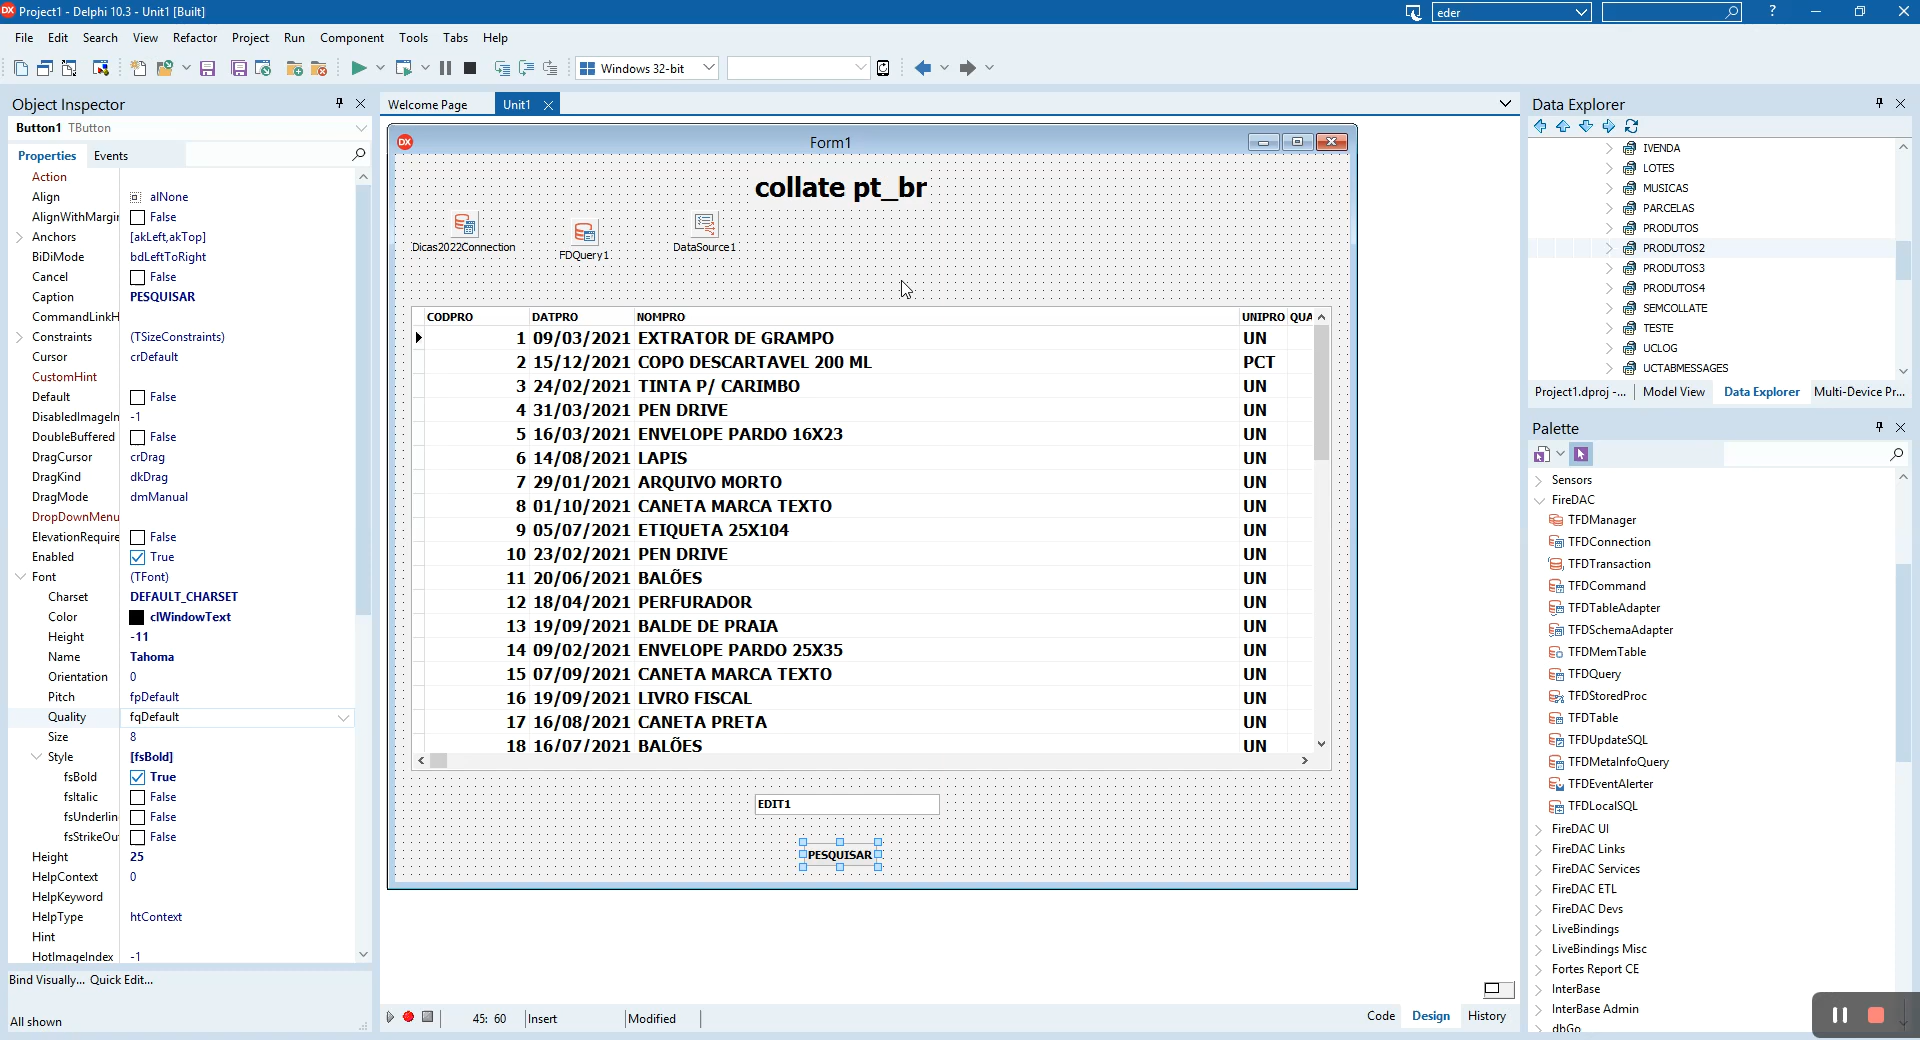 Project1 - Delphi 10.3 - Unit1 [Built]
eder
?
File Edit Search View Refactor Project Run Component Tools Tabs Help
Windows 32-bit
Object Inspector
Button1 TButton
Properties Events
Action
Align alNone
AlignWithMargin False
Anchors [akLeft,akTop]
BiDiMode bdLeftToRight
Cancel False
Caption PESQUISAR
CommandLinkH
Constraints (TSizeConstraints)
Cursor crDefault
CustomHint
Default False
DisabledImageIn -1
DoubleBuffered False
DragCursor crDrag
DragKind dkDrag
DragMode dmManual
DropDownMenu
ElevationRequire False
Enabled True
Font (TFont)
Charset DEFAULT_CHARSET
Color clWindowText
Height -11
Name Tahoma
Orientation 0
Pitch fpDefault
Quality fqDefault
Size 8
Style [fsBold]
fsBold True
fsItalic False
fsUnderlin False
fsStrikeOu False
Height 25
HelpContext 0
HelpKeyword
HelpType htContext
Hint
HotImageIndex -1
Bind Visually... Quick Edit...
All shown
Welcome Page Unit1
Form1
collate pt_br
Dicas2022Connection FDQuery1 DataSource1
CODPRO DATPRO NOMPRO UNIPRO QUA
1 09/03/2021 EXTRATOR DE GRAMPO UN
2 15/12/2021 COPO DESCARTAVEL 200 ML PCT
3 24/02/2021 TINTA P/ CARIMBO UN
4 31/03/2021 PEN DRIVE UN
5 16/03/2021 ENVELOPE PARDO 16X23 UN
6 14/08/2021 LAPIS UN
7 29/01/2021 ARQUIVO MORTO UN
8 01/10/2021 CANETA MARCA TEXTO UN
9 05/07/2021 ETIQUETA 25X104 UN
10 23/02/2021 PEN DRIVE UN
11 20/06/2021 BALÕES UN
12 18/04/2021 PERFURADOR UN
13 19/09/2021 BALDE DE PRAIA UN
14 09/02/2021 ENVELOPE PARDO 25X35 UN
15 07/09/2021 CANETA MARCA TEXTO UN
16 19/09/2021 LIVRO FISCAL UN
17 16/08/2021 CANETA PRETA UN
18 16/07/2021 BALÕES UN
EDIT1
PESQUISAR
45: 60 Insert Modified
Code Design History
Data Explorer
IVENDA
LOTES
MUSICAS
PARCELAS
PRODUTOS
PRODUTOS2
PRODUTOS3
PRODUTOS4
SEMCOLLATE
TESTE
UCLOG
UCTABMESSAGES
Project1.dproj -... Model View Data Explorer Multi-Device Pr...
Palette
Sensors
FireDAC
TFDManager
TFDConnection
TFDTransaction
TFDCommand
TFDTableAdapter
TFDSchemaAdapter
TFDMemTable
TFDQuery
TFDStoredProc
TFDTable
TFDUpdateSQL
TFDMetaInfoQuery
TFDEventAlerter
TFDLocalSQL
FireDAC UI
FireDAC Links
FireDAC Services
FireDAC ETL
FireDAC Devs
LiveBindings
LiveBindings Misc
Fortes Report CE
InterBase
InterBase Admin
dbGo